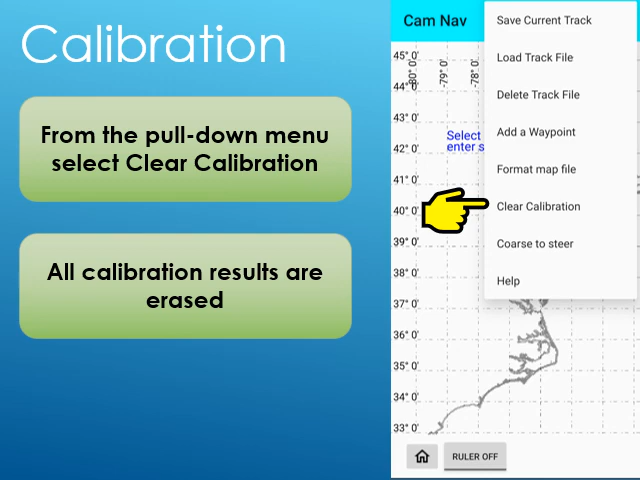 Calibration
From the pull-down menu
select Clear Calibration
All calibration results are
erased
Cam Nav
Save Current Track
Load Track File
Delete Track File
Add a Waypoint
Format map file
Clear Calibration
Coarse to steer
Help
45° 0'
44° 0'
43° 0'
42° 0'
41° 0'
40° 0'
39° 0'
38° 0'
37° 0'
36° 0'
35° 0'
34° 0'
33° 0'
-80° 0'
-79° 0'
-78° 0'
Select
enter s
RULER OFF